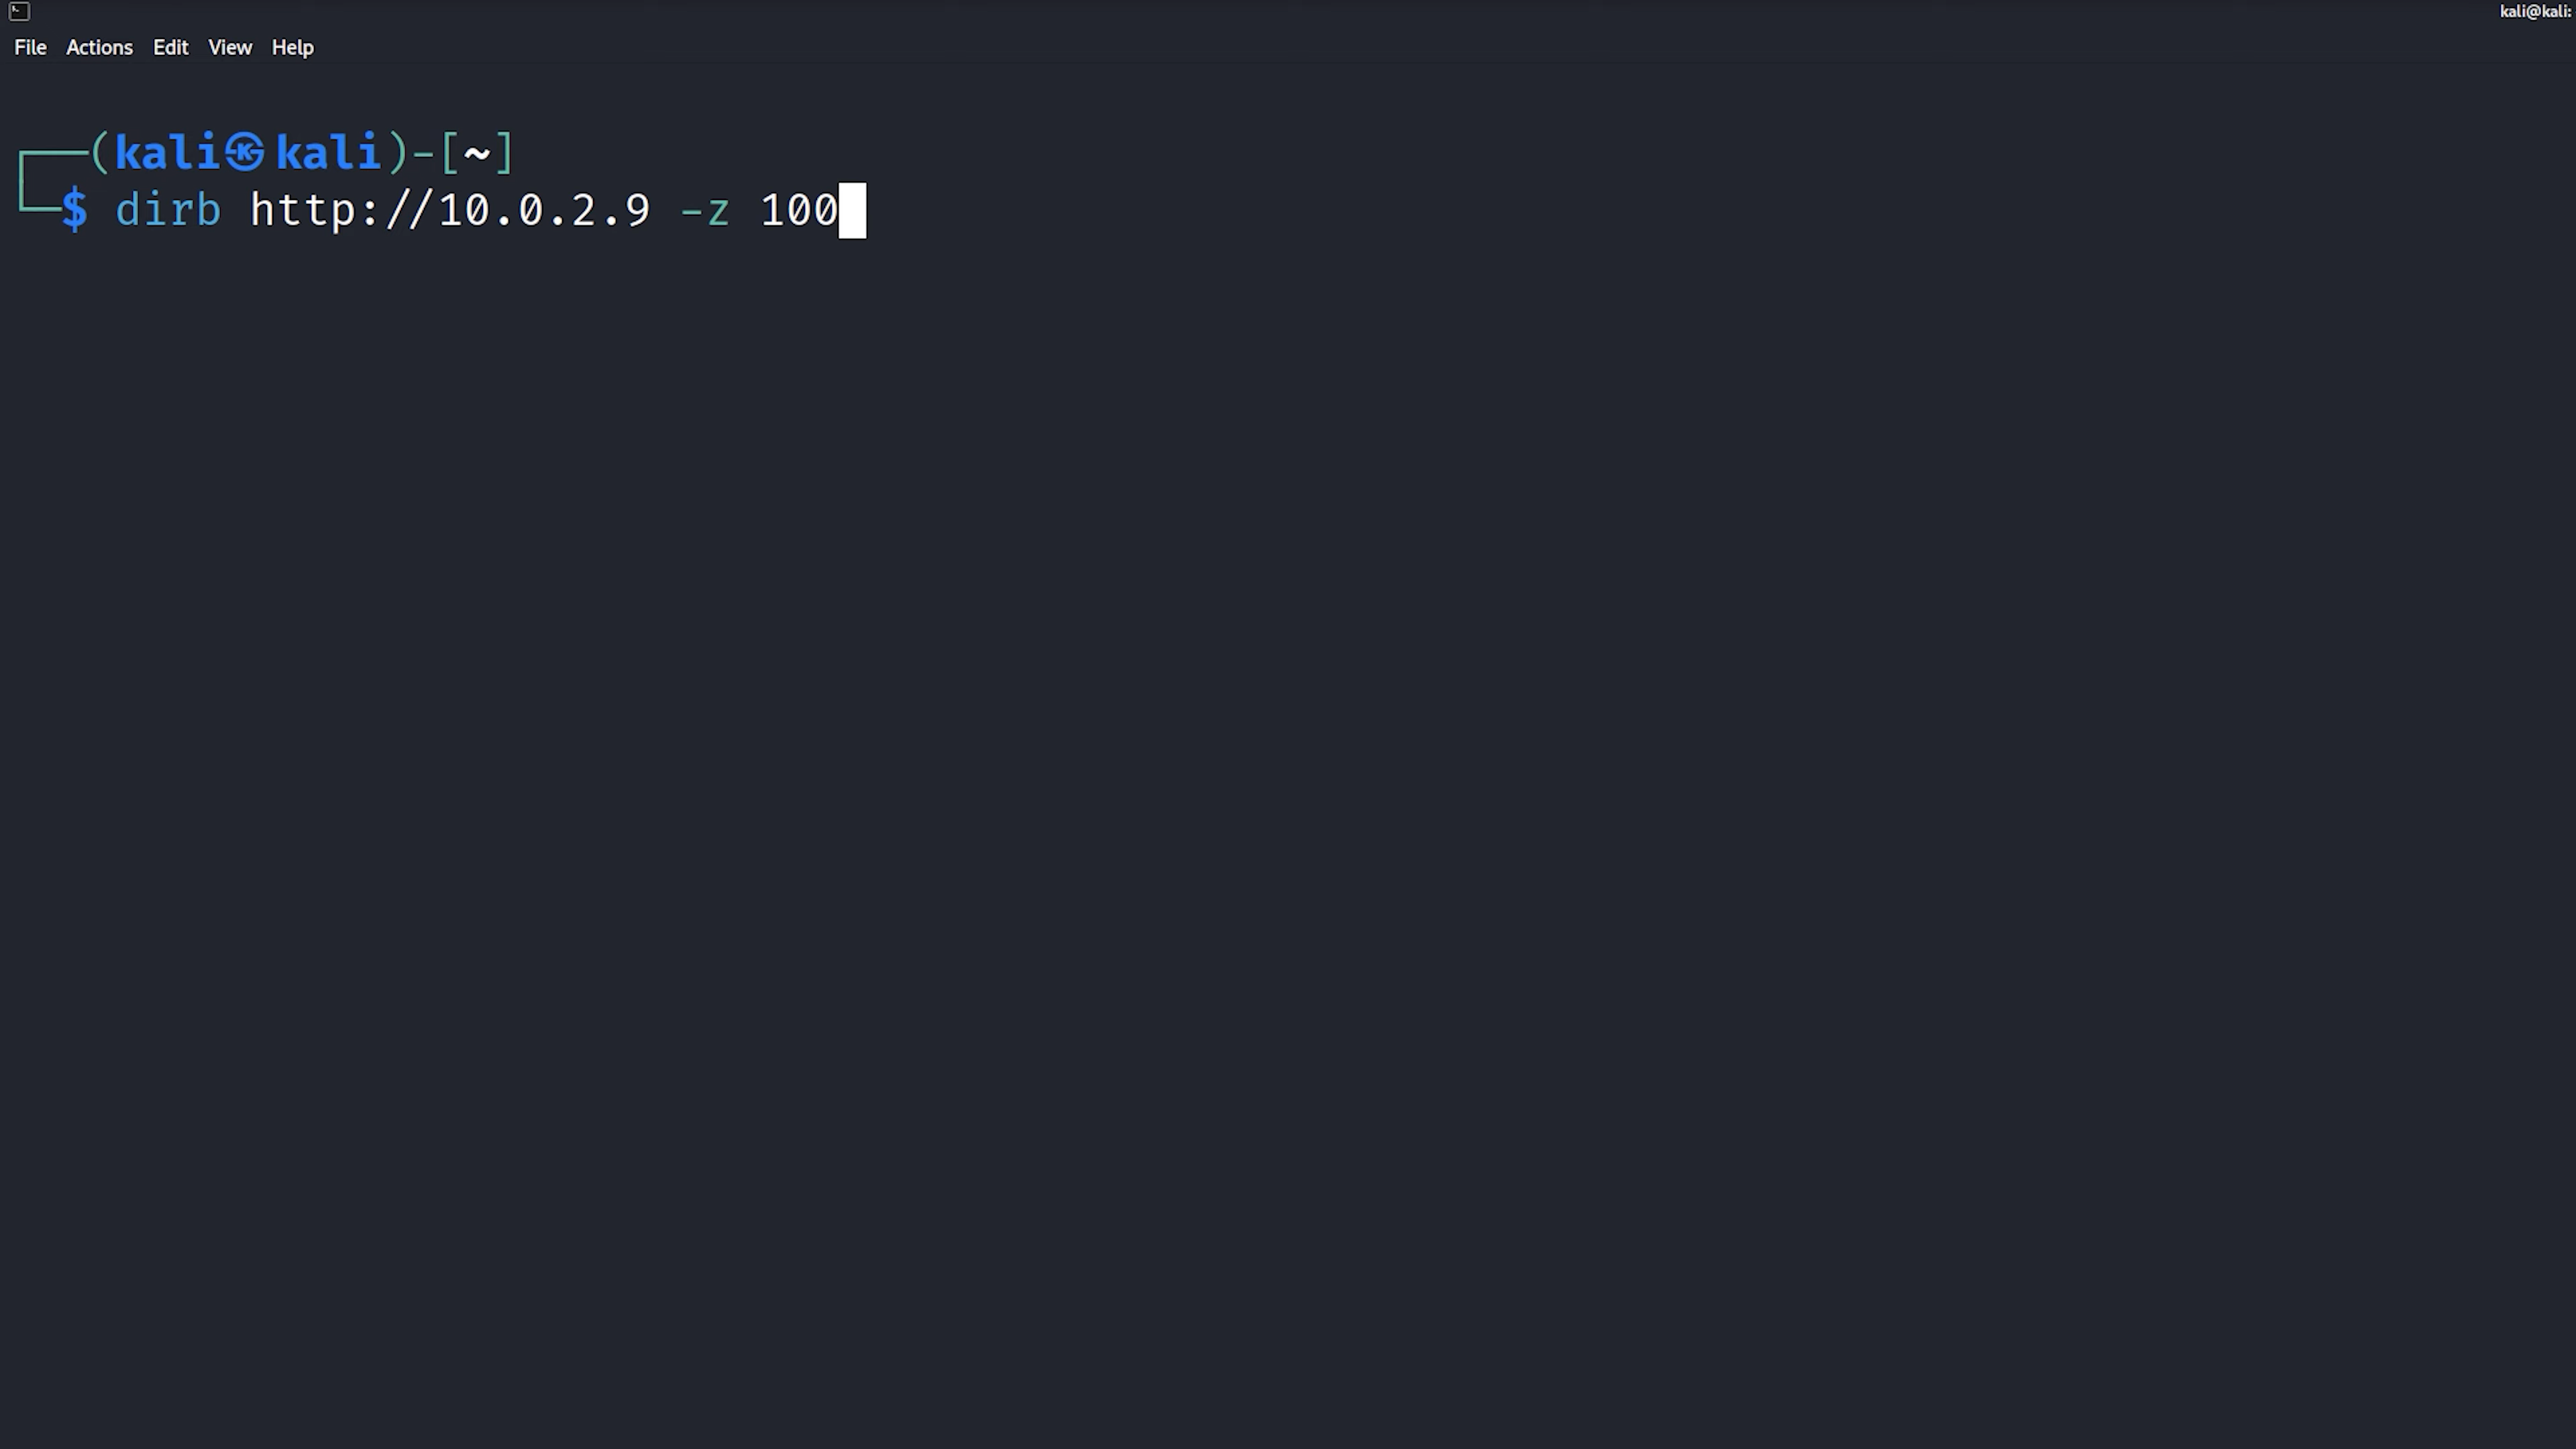 kali@kali:
File Actions Edit View Help
┌──(kali㉿kali)-[~]
└─$ dirb http://10.0.2.9 -z 100